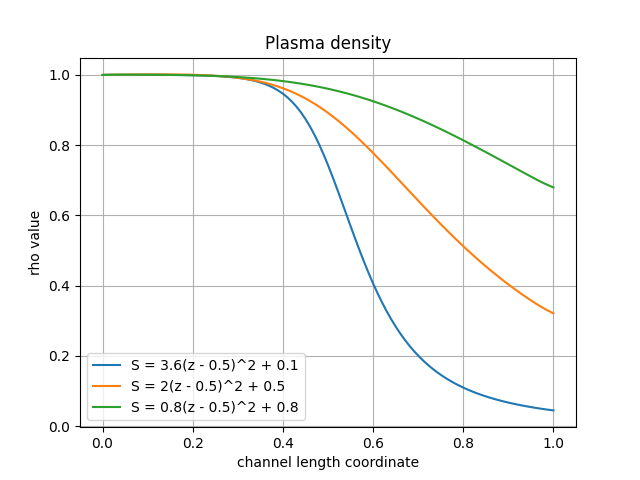 Plasma density
1.0
0.8
0.6
0.4
0.2
0.0
rho value
S = 3.6(z - 0.5)^2 + 0.1
S = 2(z - 0.5)^2 + 0.5
S = 0.8(z - 0.5)^2 + 0.8
0.0 0.2 0.4 0.6 0.8 1.0
channel length coordinate